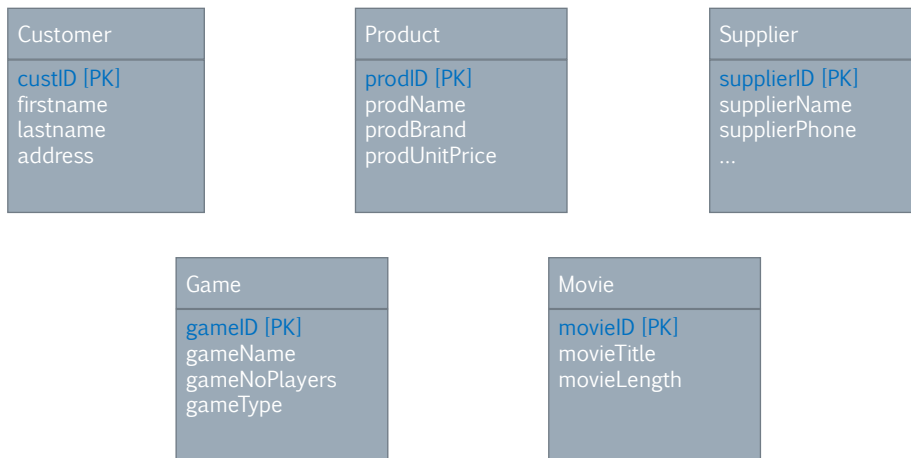 Customer
custID [PK]
firstname
lastname
address
Product
prodID [PK]
prodName
prodBrand
prodUnitPrice
Supplier
supplierID [PK]
supplierName
supplierPhone
...
Game
gameID [PK]
gameName
gameNoPlayers
gameType
Movie
movieID [PK]
movieTitle
movieLength